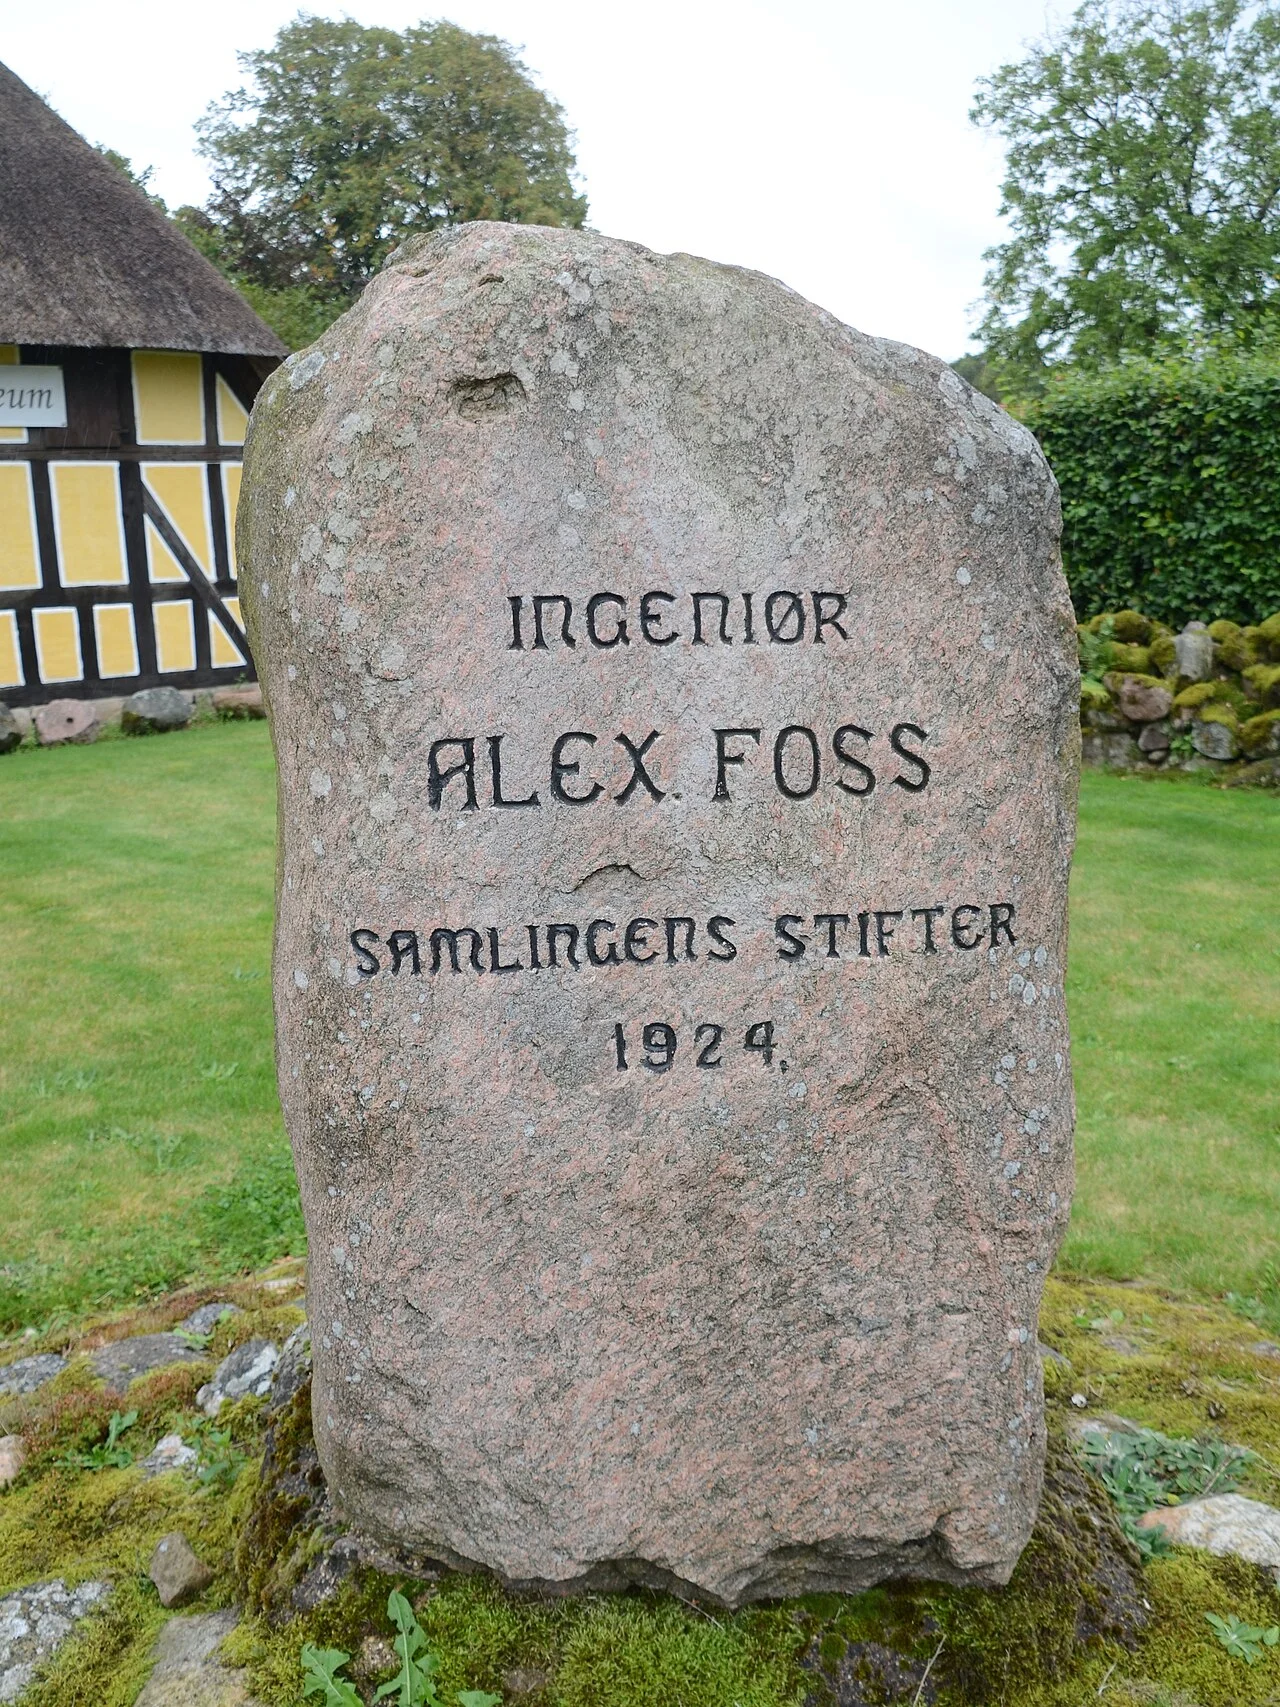 eum
INGENIØR
ALEX. FOSS
SAMLINGENS STIFTER
1924.